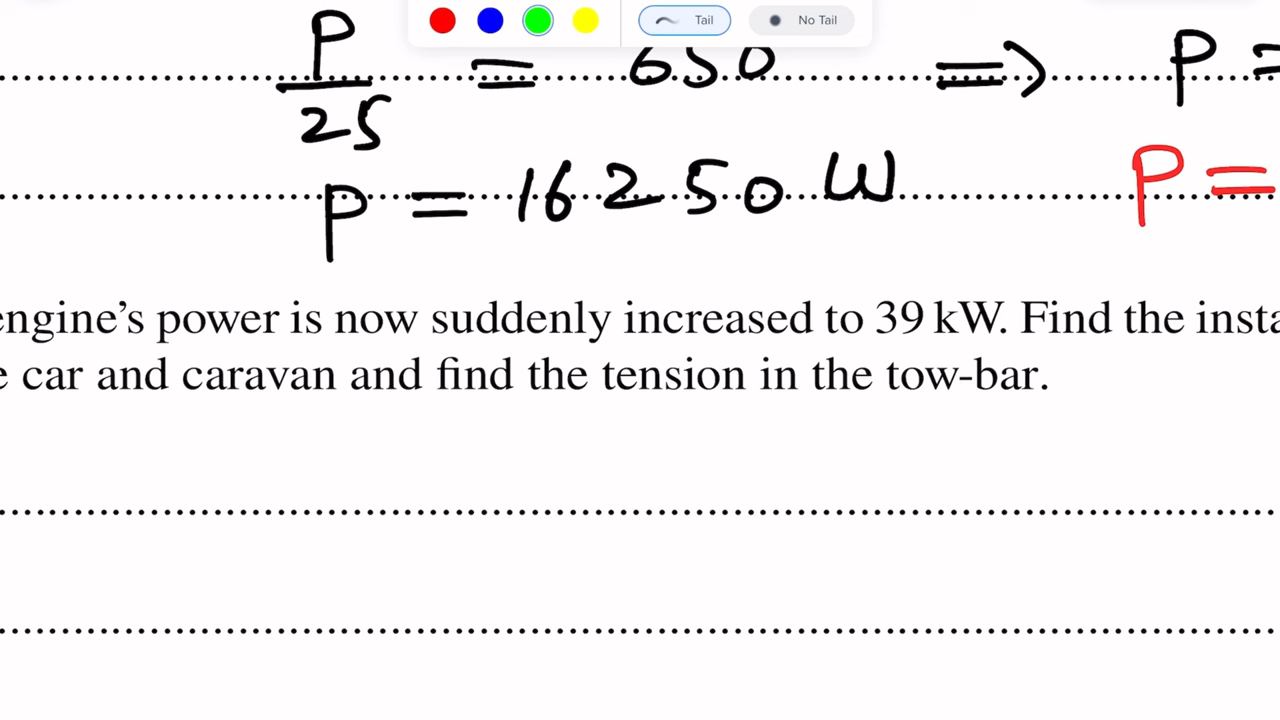 Tail No Tail
P/25 = 650 ⟹ P =
P = 16250 W P =
engine's power is now suddenly increased to 39 kW. Find the insta
e car and caravan and find the tension in the tow-bar.